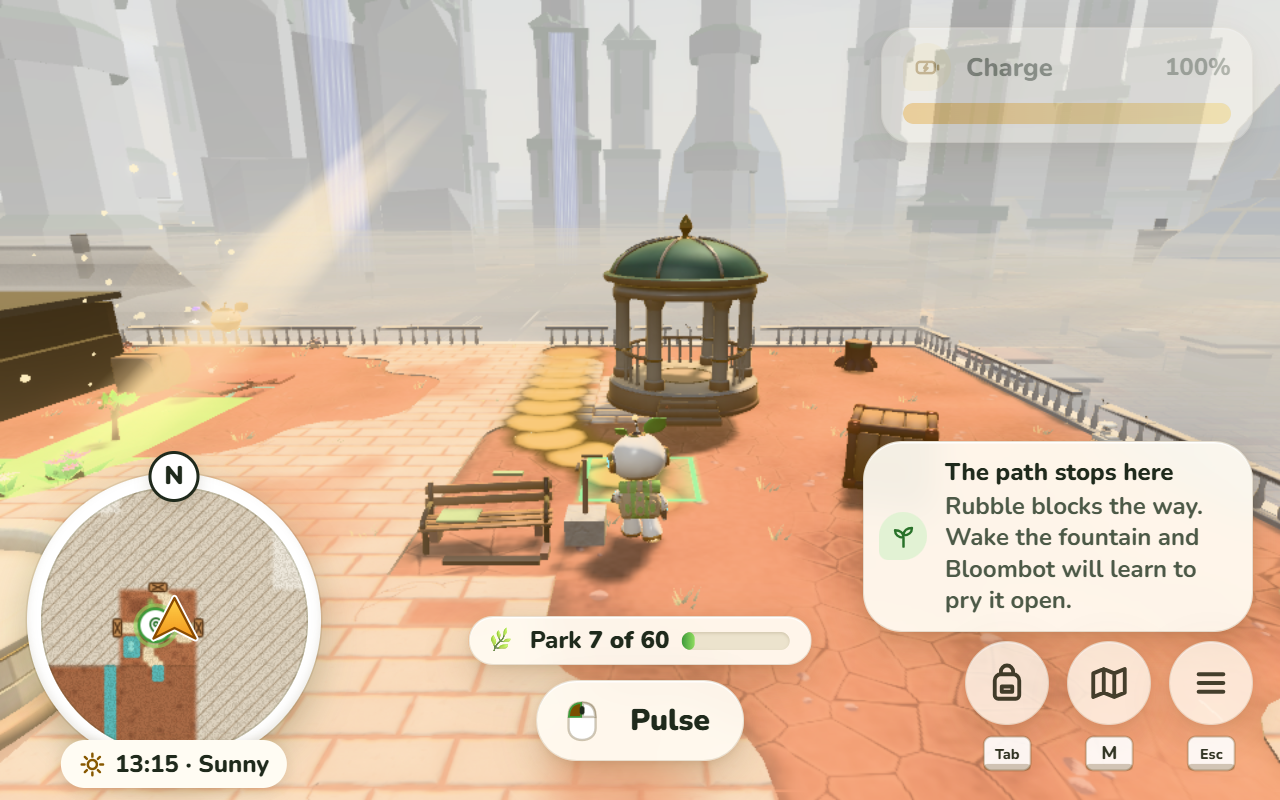 Charge 100%
N
The path stops here
Rubble blocks the way.
Wake the fountain and
Bloombot will learn to
pry it open.
Park 7 of 60
Pulse
Tab
M
Esc
13:15 · Sunny